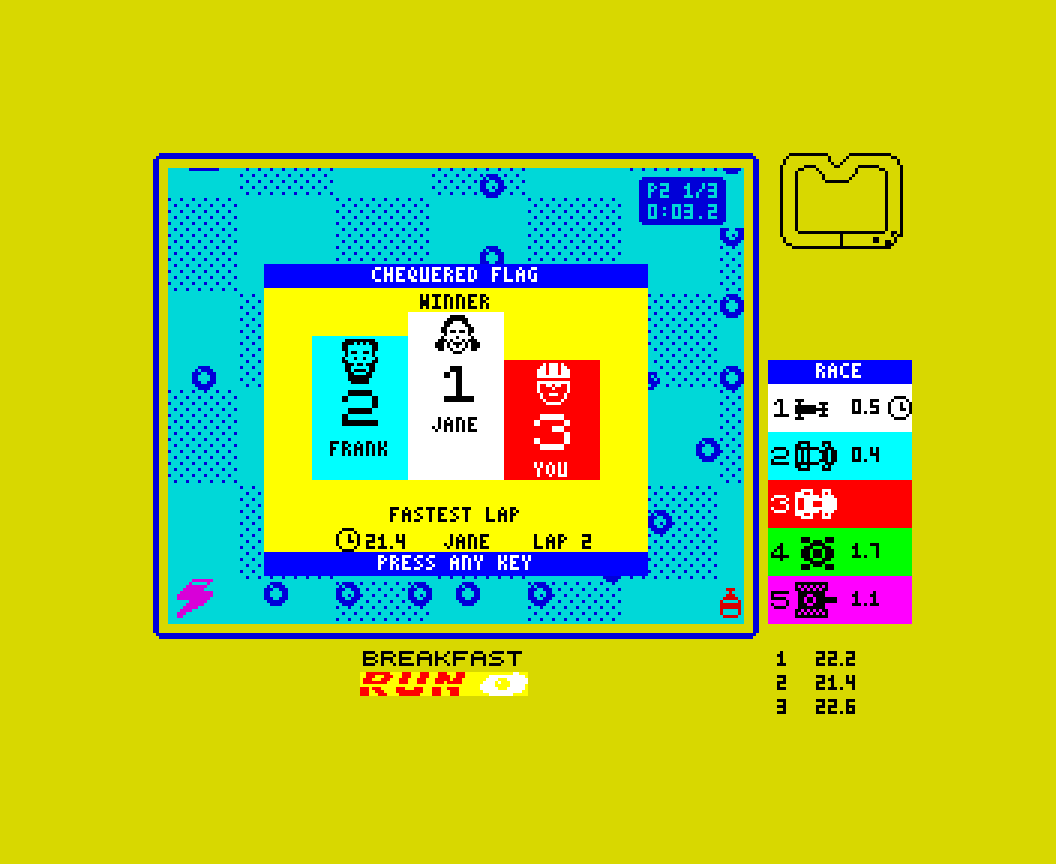 P2 1/3
0:03.2
CHEQUERED FLAG
WINNER
1
JANE
2
FRANK
3
YOU
FASTEST LAP
21.4 JANE LAP 2
PRESS ANY KEY
RACE
1 0.5
2 0.4
3
4 1.7
5 1.1
BREAKFAST
RUN
1 22.2
2 21.4
3 22.6